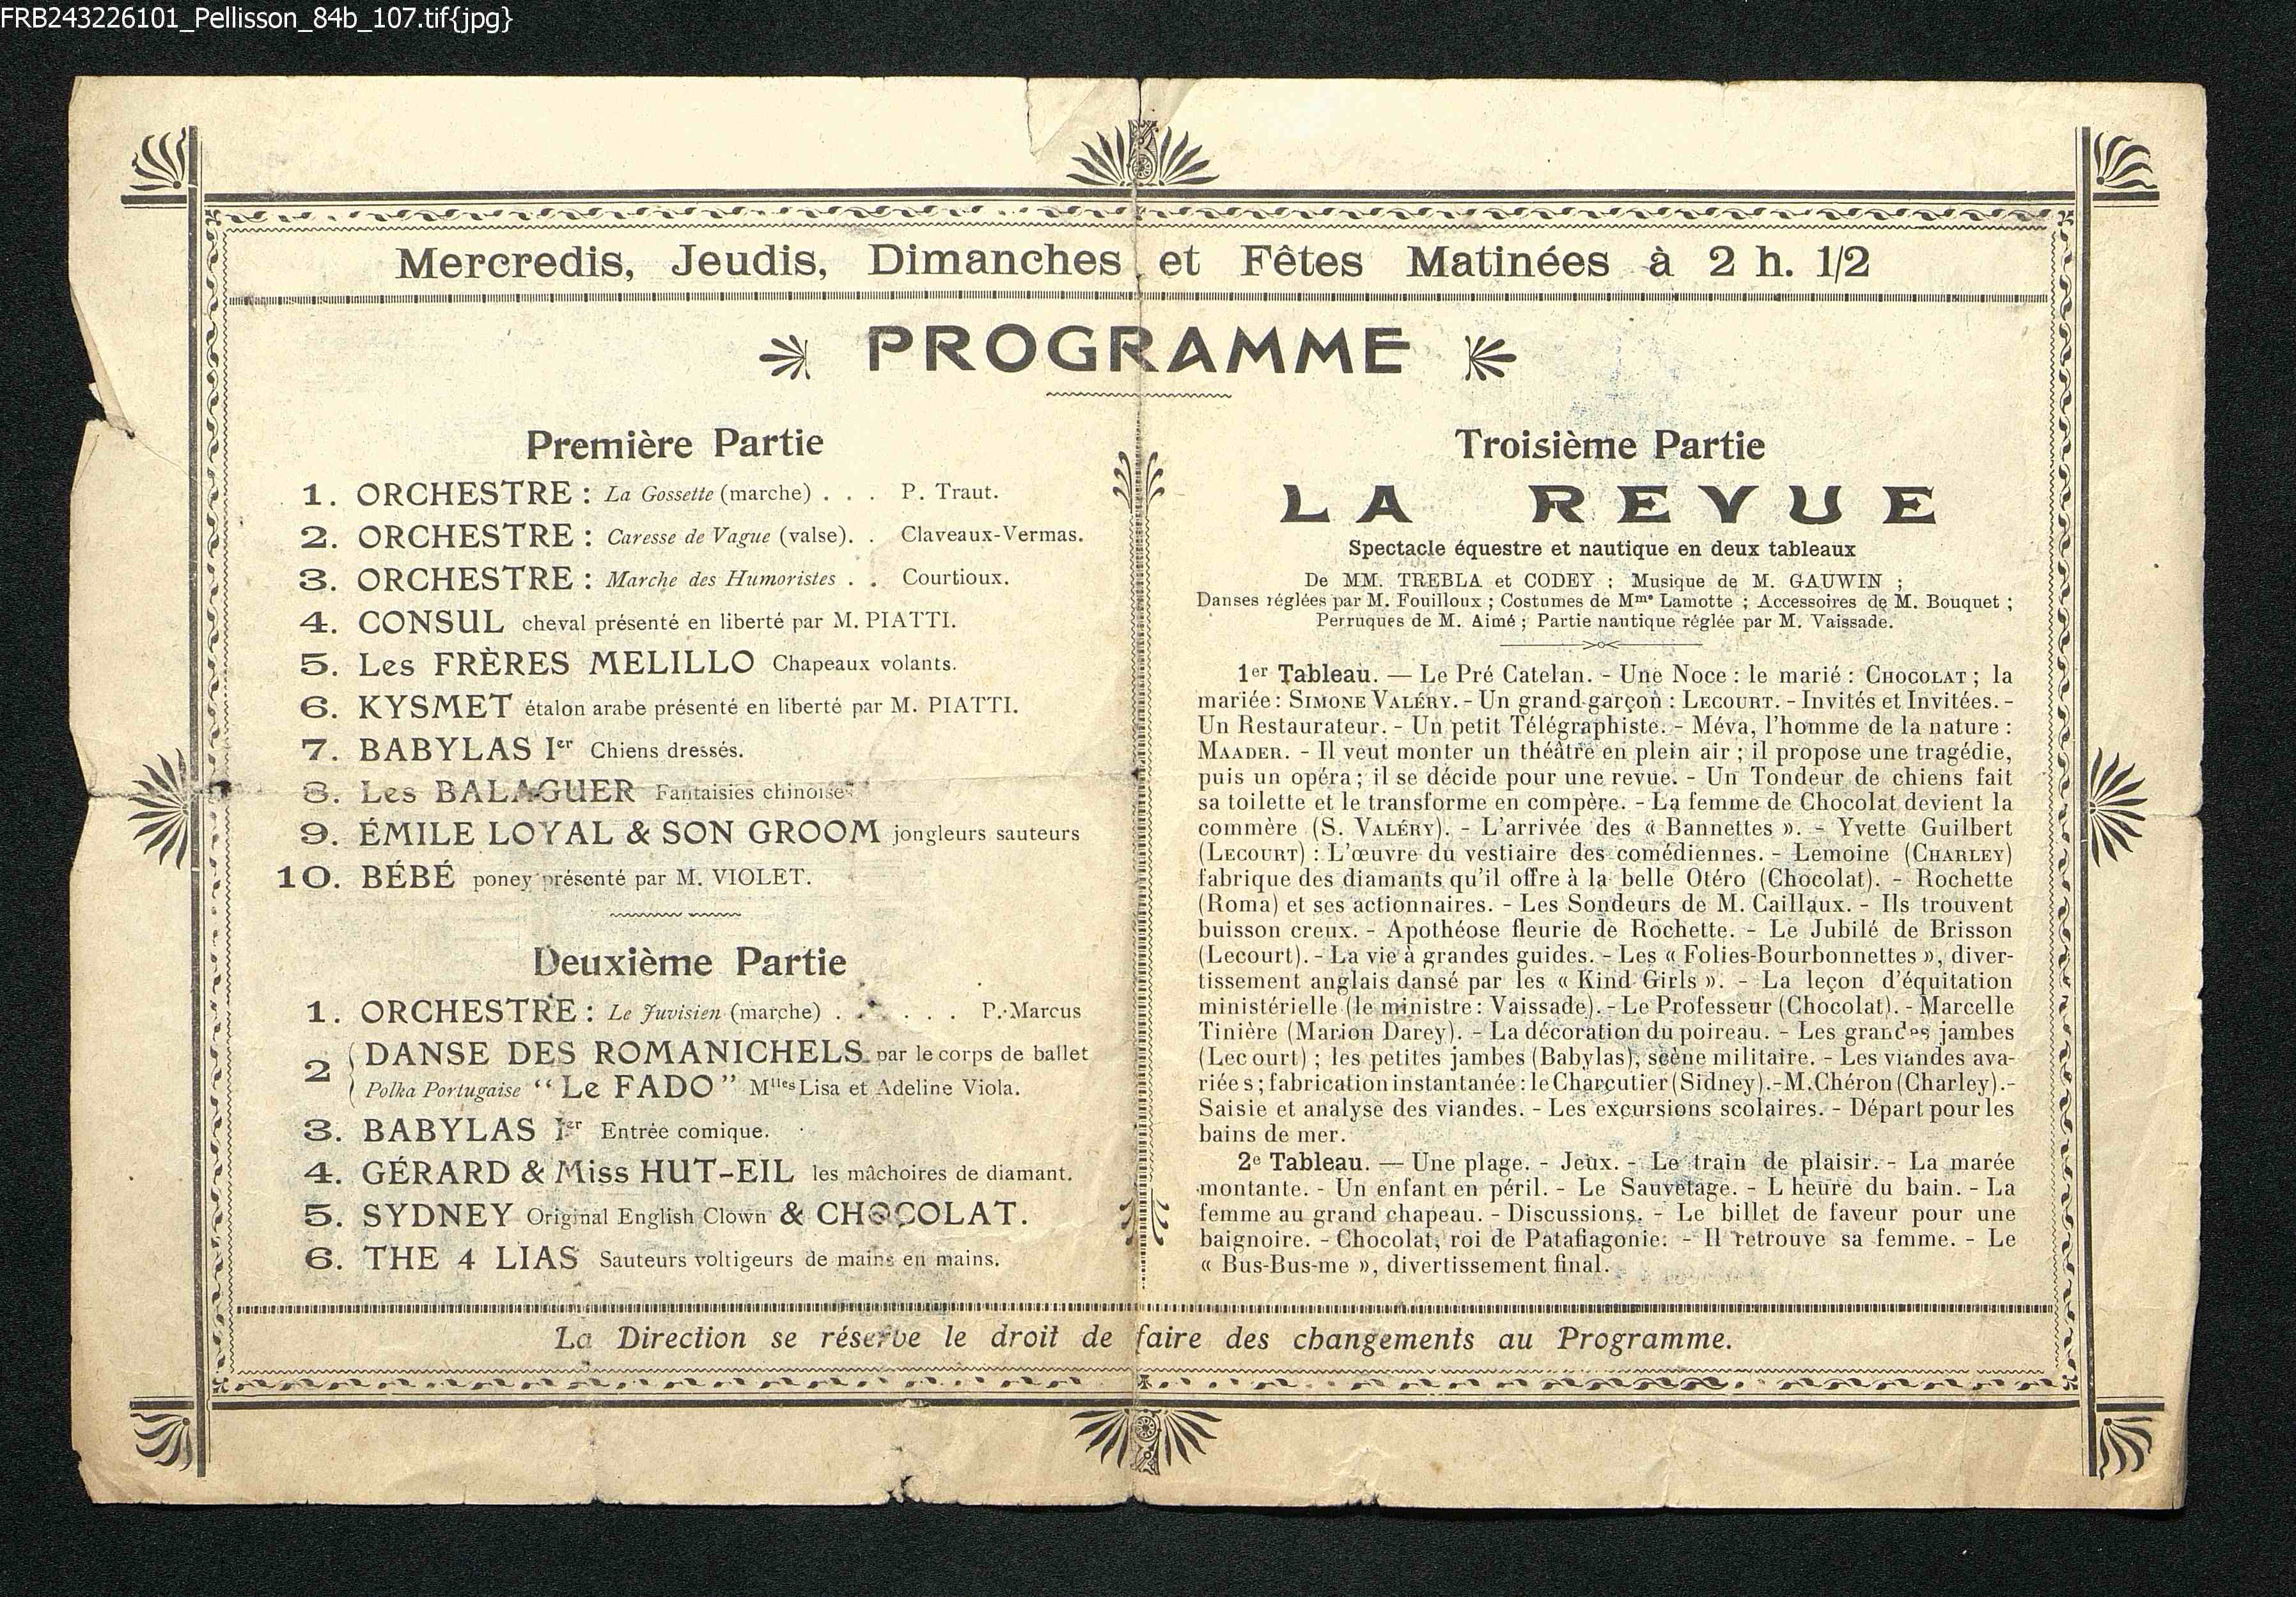 FRB243226101_Pellisson_84b_107.tif{jpg}
Mercredis, Jeudis, Dimanches et Fêtes Matinées à 2 h. 1/2
PROGRAMME
Première Partie
1. ORCHESTRE : La Gossette (marche) . . . P. Traut.
2. ORCHESTRE : Caresse de Vague (valse). . Claveaux-Vermas.
3. ORCHESTRE : Marche des Humoristes . . Courtioux.
4. CONSUL cheval présenté en liberté par M. PIATTI.
5. Les FRÈRES MELILLO Chapeaux volants.
6. KYSMET étalon arabe présenté en liberté par M. PIATTI.
7. BABYLAS Ier Chiens dressés.
8. Les BALAGUER Fantaisies chinoises
9. ÉMILE LOYAL & SON GROOM jongleurs sauteurs
10. BÉBÉ poney présenté par M. VIOLET.
Deuxième Partie
1. ORCHESTRE : Le Juvisien (marche) . . . . . . P. Marcus
2 DANSE DES ROMANICHELS par le corps de ballet
Polka Portugaise “ Le FADO ” Mlles Lisa et Adeline Viola.
3. BABYLAS Ier Entrée comique.
4. GÉRARD & Miss HUT-EIL les mâchoires de diamant.
5. SYDNEY Original English Clown & CHOCOLAT.
6. THE 4 LIAS Sauteurs voltigeurs de mains en mains.
Troisième Partie
LA REVUE
Spectacle équestre et nautique en deux tableaux
De MM. TREBLA et CODEY ; Musique de M. GAUWIN ;
Danses réglées par M. Fouilloux ; Costumes de Mme Lamotte ; Accessoires de M. Bouquet ;
Perruques de M. Aimé ; Partie nautique réglée par M. Vaissade.
1er Tableau. — Le Pré Catelan. - Une Noce : le marié : CHOCOLAT ; la
mariée : SIMONE VALÉRY. - Un grand-garçon : LECOURT. - Invités et Invitées. -
Un Restaurateur. - Un petit Télégraphiste. - Méva, l'homme de la nature :
MAADER. - Il veut monter un théâtre en plein air ; il propose une tragédie,
puis un opéra ; il se décide pour une revue. - Un Tondeur de chiens fait
sa toilette et le transforme en compère. - La femme de Chocolat devient la
commère (S. VALÉRY). - L'arrivée des « Bannettes ». - Yvette Guilbert
(LECOURT) : L'œuvre du vestiaire des comédiennes. - Lemoine (CHARLEY)
fabrique des diamants qu'il offre à la belle Otéro (Chocolat). - Rochette
(Roma) et ses actionnaires. - Les Sondeurs de M. Caillaux. - Ils trouvent
buisson creux. - Apothéose fleurie de Rochette. - Le Jubilé de Brisson
(Lecourt). - La vie à grandes guides. - Les « Folies-Bourbonnettes », diver-
tissement anglais dansé par les « Kind Girls ». - La leçon d'équitation
ministérielle (le ministre : Vaissade). - Le Professeur (Chocolat). - Marcelle
Tinière (Marion Darey). - La décoration du poireau. - Les grandes jambes
(Lecourt) ; les petites jambes (Babylas), scène militaire. - Les viandes ava-
riées ; fabrication instantanée : le Charcutier (Sidney). - M. Chéron (Charley). -
Saisie et analyse des viandes. - Les excursions scolaires. - Départ pour les
bains de mer.
2e Tableau. — Une plage. - Jeux. - Le train de plaisir. - La marée
montante. - Un enfant en péril. - Le Sauvetage. - L'heure du bain. - La
femme au grand chapeau. - Discussions. - Le billet de faveur pour une
baignoire. - Chocolat, roi de Patafiagonie. - Il retrouve sa femme. - Le
« Bus-Bus-me », divertissement final.
La Direction se réserve le droit de faire des changements au Programme.